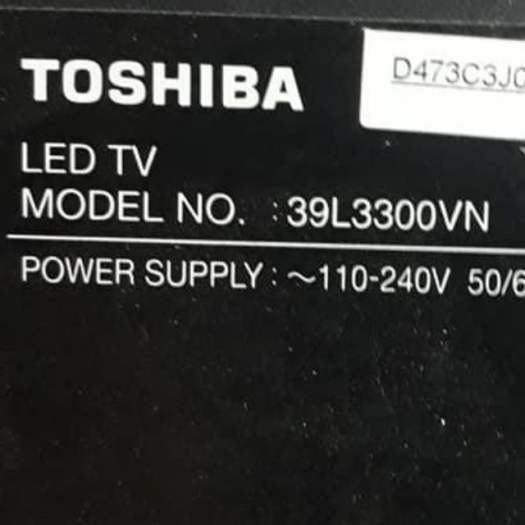 TOSHIBA
D473C3J0
LED TV
MODEL NO. : 39L3300VN
POWER SUPPLY : ～110-240V 50/6